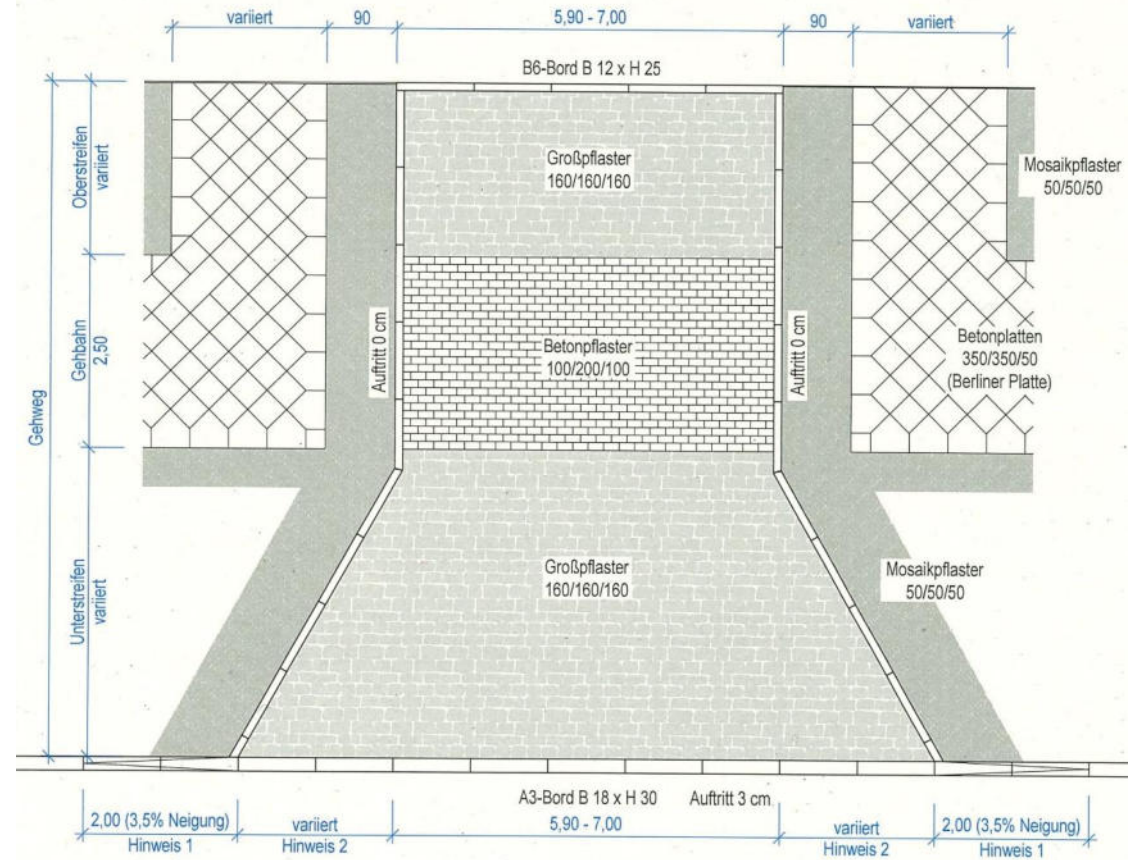 variiert
90
5,90 - 7,00
90
variiert
B6-Bord B 12 x H 25
Großpflaster
160/160/160
Mosaikpflaster
50/50/50
Oberstreifen
variiert
Gehbahn
2,50
Gehweg
Auftritt 0 cm
Betonpflaster
100/200/100
Auftritt 0 cm
Betonplatten
350/350/50
(Berliner Platte)
Unterstreifen
variiert
Großpflaster
160/160/160
Mosaikpflaster
50/50/50
A3-Bord B 18 x H 30 Auftritt 3 cm
2,00 (3,5% Neigung)
Hinweis 1
variiert
Hinweis 2
5,90 - 7,00
variiert
Hinweis 2
2,00 (3,5% Neigung)
Hinweis 1